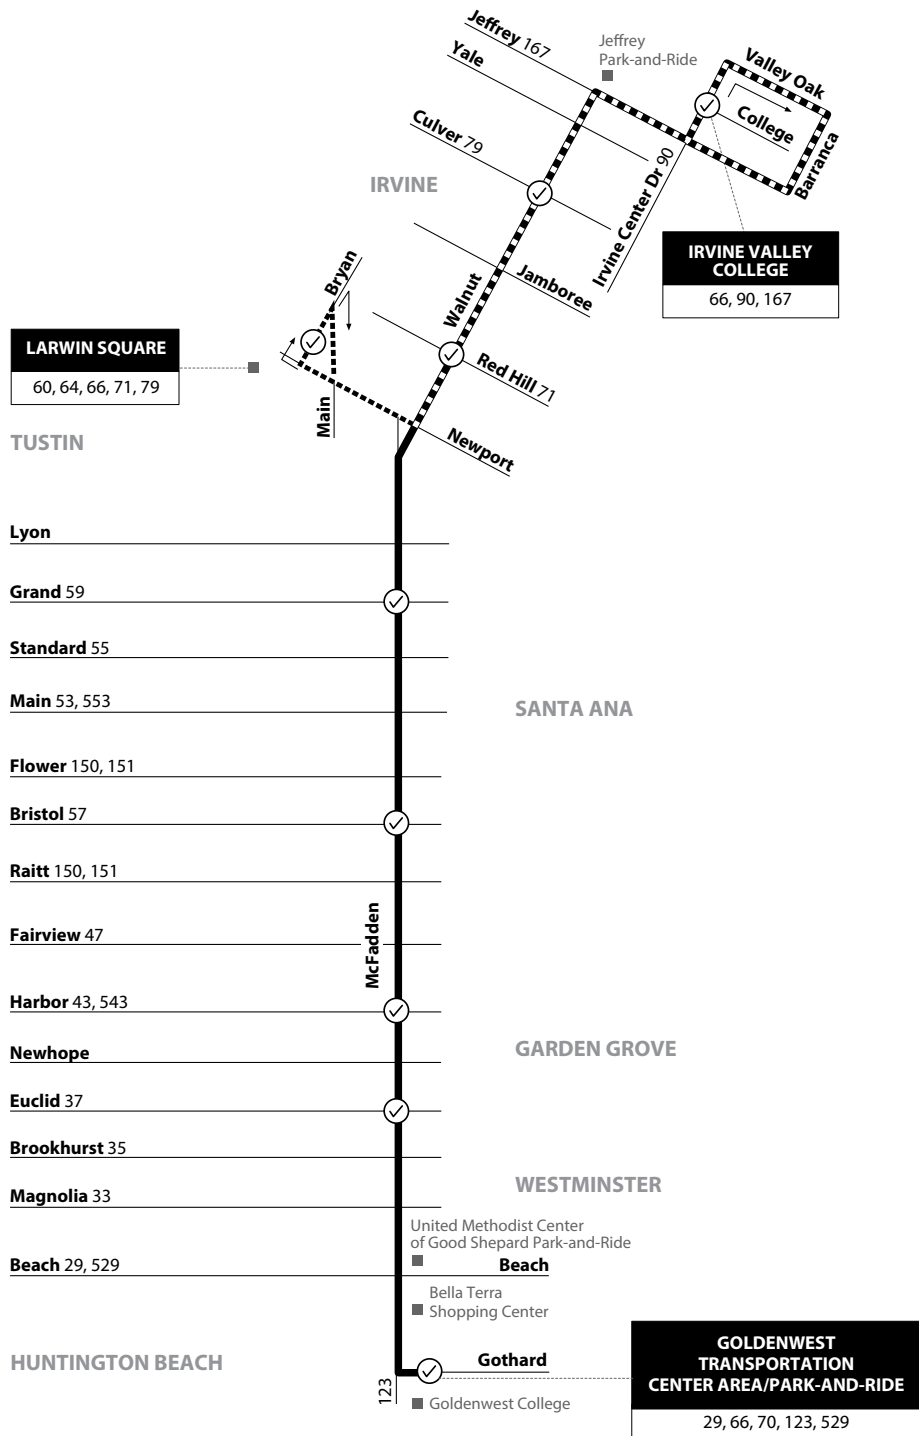 Jeffrey 167
Jeffrey
Park-and-Ride
Yale
Valley Oak
College
Culver 79
Barranca
IRVINE
Irvine Center Dr 90
IRVINE VALLEY
COLLEGE
66, 90, 167
Bryan
Walnut
Jamboree
LARWIN SQUARE
60, 64, 66, 71, 79
Red Hill 71
Main
TUSTIN
Newport
Lyon
Grand 59
Standard 55
Main 53, 553
SANTA ANA
Flower 150, 151
Bristol 57
Raitt 150, 151
Fairview 47
McFadden
Harbor 43, 543
Newhope
GARDEN GROVE
Euclid 37
Brookhurst 35
Magnolia 33
WESTMINSTER
United Methodist Center
of Good Shepard Park-and-Ride
Beach 29, 529
Beach
Bella Terra
Shopping Center
HUNTINGTON BEACH
Gothard
GOLDENWEST
TRANSPORTATION
CENTER AREA/PARK-AND-RIDE
29, 66, 70, 123, 529
123
Goldenwest College